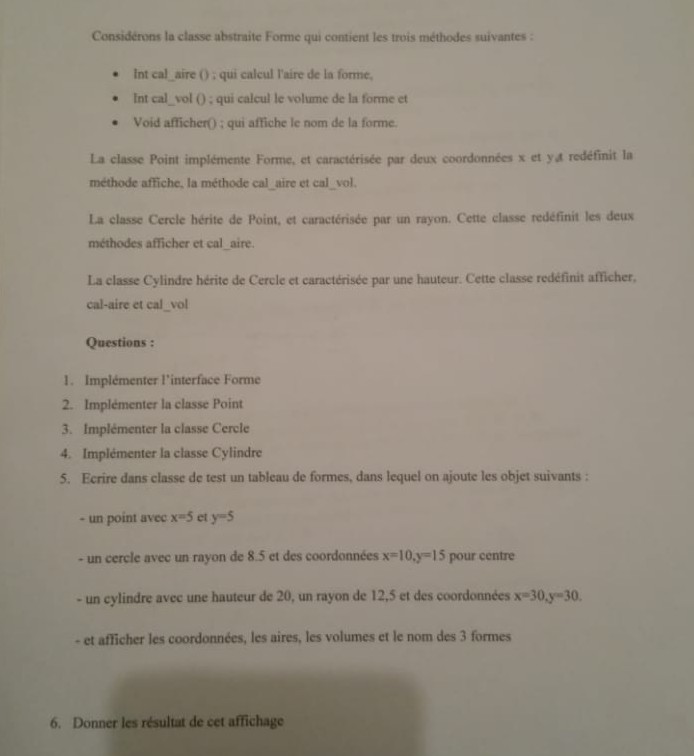 Considérons la classe abstraite Forme qui contient les trois méthodes suivantes :
• Int cal_aire () ; qui calcul l'aire de la forme,
• Int cal_vol () ; qui calcul le volume de la forme et
• Void afficher() ; qui affiche le nom de la forme.
La classe Point implémente Forme, et caractérisée par deux coordonnées x et y redéfinit la
méthode affiche, la méthode cal_aire et cal_vol.
La classe Cercle hérite de Point, et caractérisée par un rayon. Cette classe redéfinit les deux
méthodes afficher et cal_aire.
La classe Cylindre hérite de Cercle et caractérisée par une hauteur. Cette classe redéfinit afficher,
cal-aire et cal_vol
Questions :
1. Implémenter l'interface Forme
2. Implémenter la classe Point
3. Implémenter la classe Cercle
4. Implémenter la classe Cylindre
5. Ecrire dans classe de test un tableau de formes, dans lequel on ajoute les objet suivants :
- un point avec x=5 et y=5
- un cercle avec un rayon de 8.5 et des coordonnées x=10,y=15 pour centre
- un cylindre avec une hauteur de 20, un rayon de 12,5 et des coordonnées x=30,y=30.
- et afficher les coordonnées, les aires, les volumes et le nom des 3 formes
6. Donner les résultat de cet affichage